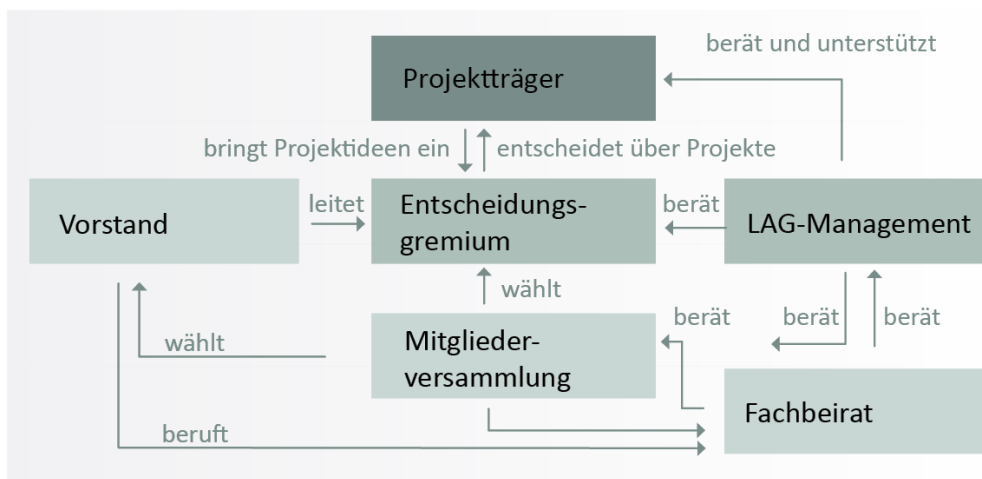 berät und unterstützt
Projektträger
bringt Projektideen ein
entscheidet über Projekte
Vorstand
leitet
Entscheidungs-
gremium
berät
LAG-Management
wählt
berät
berät
berät
wählt
Mitglieder-
versammlung
Fachbeirat
beruft